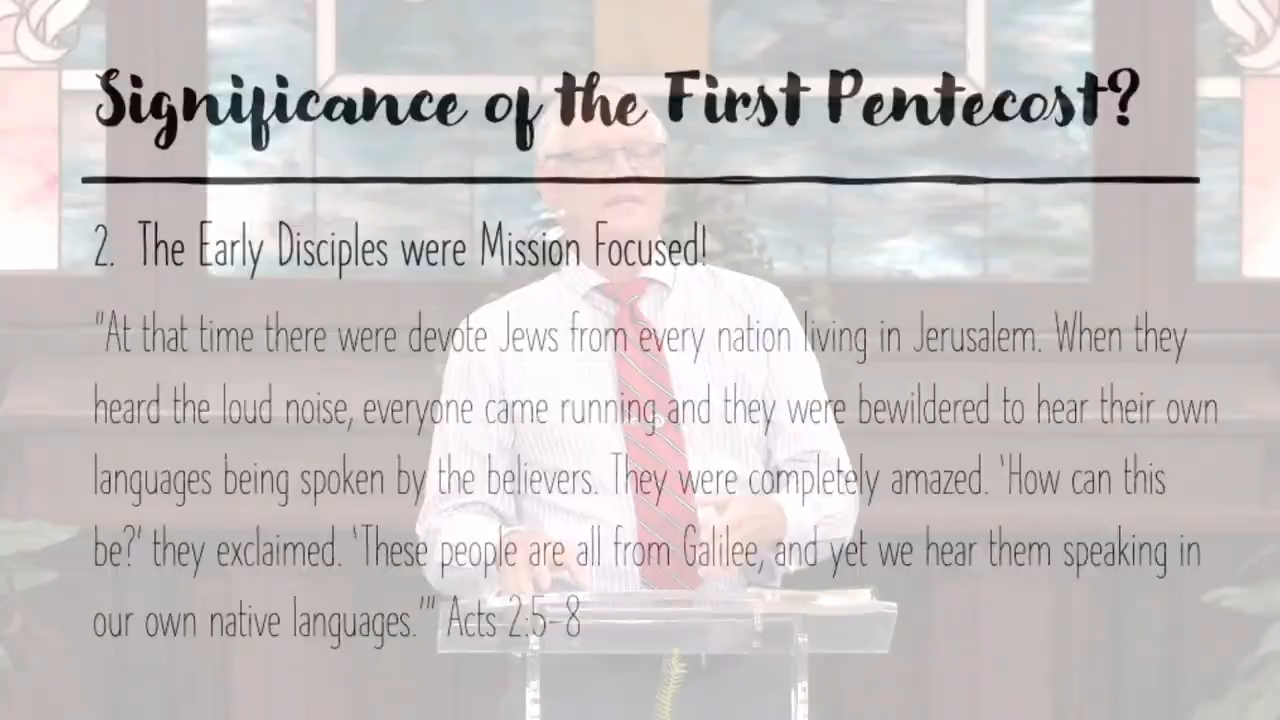 Significance of the First Pentecost?
2. The Early Disciples were Mission Focused!
"At that time there were devote Jews from every nation living in Jerusalem. When they
heard the loud noise, everyone came running and they were bewildered to hear their own
languages being spoken by the believers. They were completely amazed. 'How can this
be?' they exclaimed. 'These people are all from Galilee, and yet we hear them speaking in
our own native languages.'" Acts 2:5-8